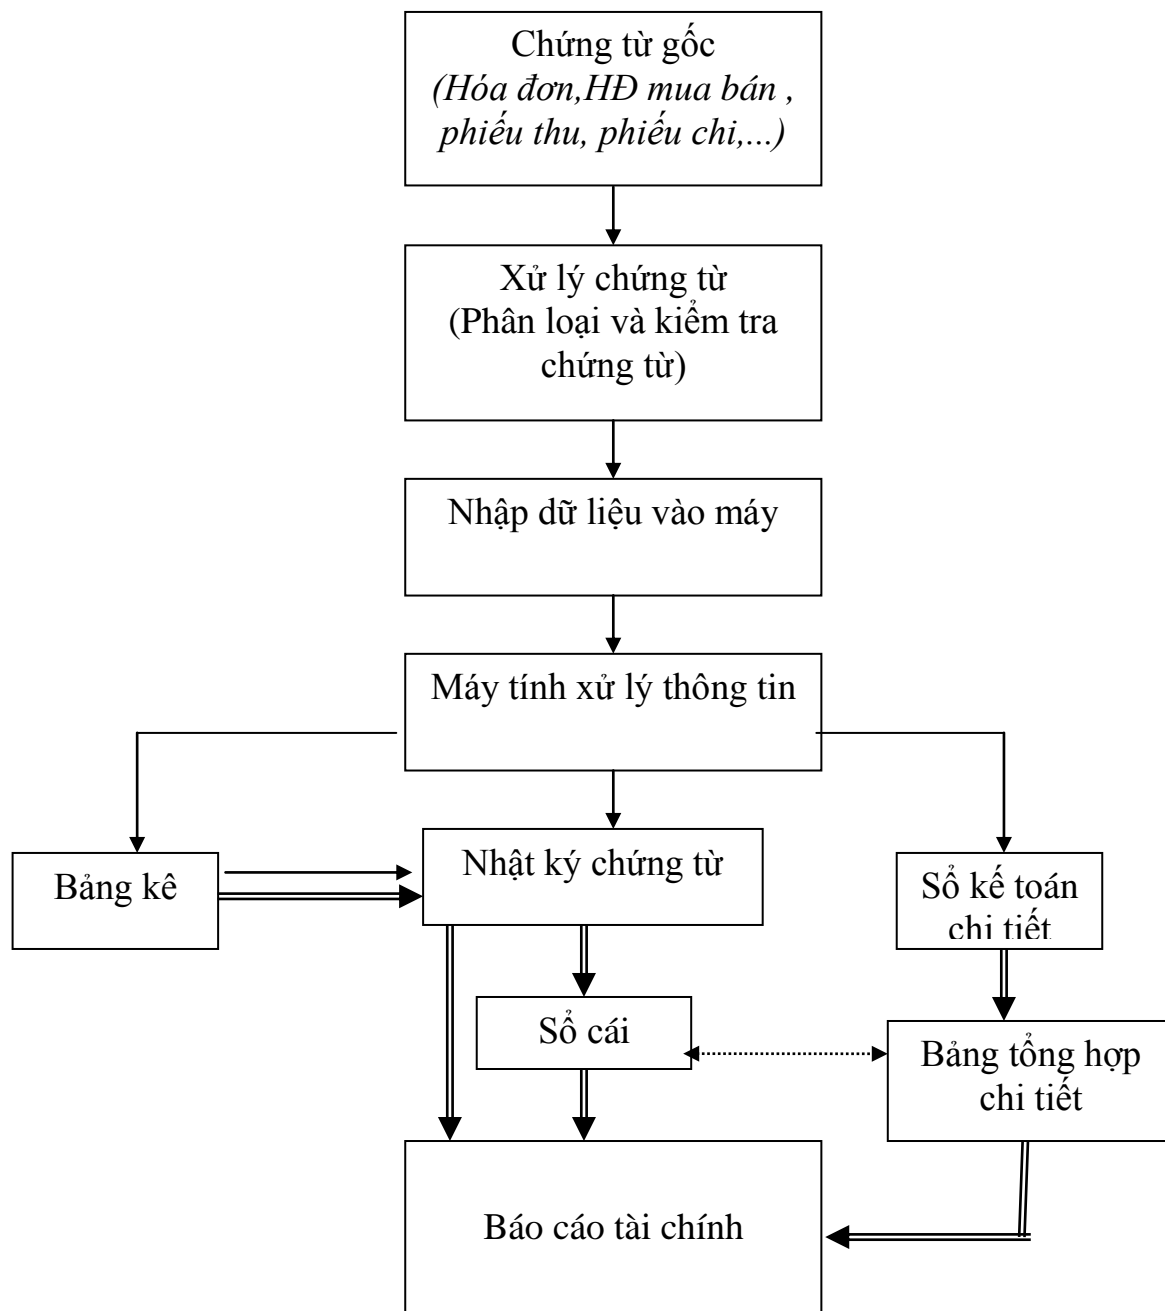 Chứng từ gốc
(Hóa đơn,HĐ mua bán ,
phiếu thu, phiếu chi,...)
Xử lý chứng từ
(Phân loại và kiểm tra
chứng từ)
Nhập dữ liệu vào máy
Máy tính xử lý thông tin
Bảng kê
Nhật ký chứng từ
Sổ kế toán
chi tiết
Sổ cái
Bảng tổng hợp
chi tiết
Báo cáo tài chính